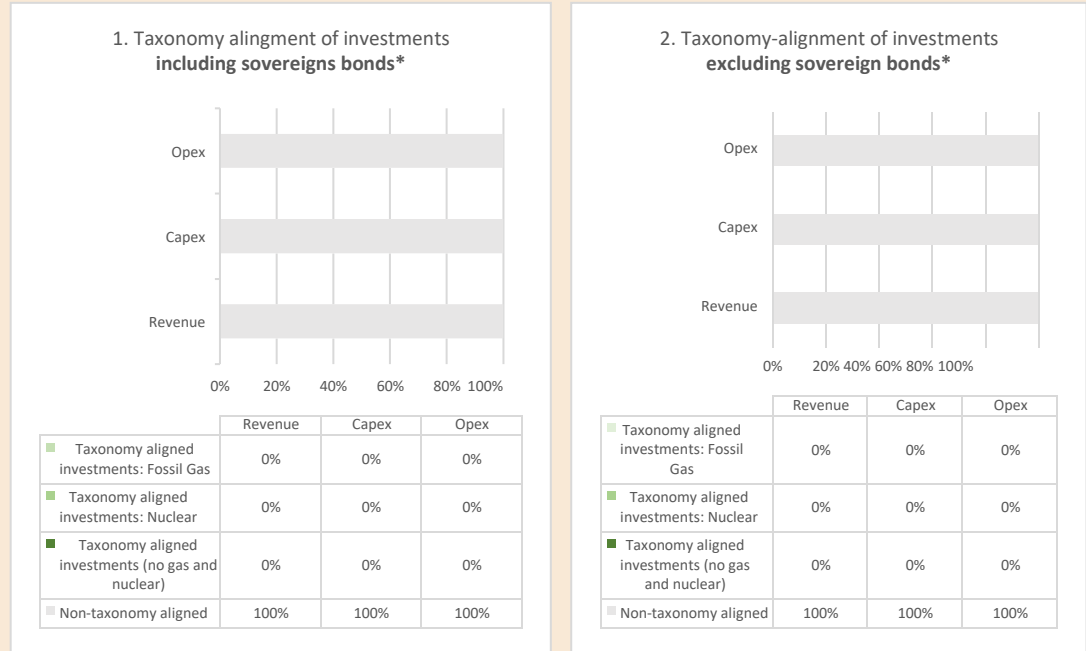 1. Taxonomy alingment of investments
including sovereigns bonds*
Opex
Capex
Revenue
0% 20% 40% 60% 80% 100%
Revenue Capex Opex
Taxonomy aligned
investments: Fossil Gas 0% 0% 0%
Taxonomy aligned
investments: Nuclear 0% 0% 0%
Taxonomy aligned
investments (no gas and 0% 0% 0%
nuclear)
Non-taxonomy aligned 100% 100% 100%
2. Taxonomy-alignment of investments
excluding sovereign bonds*
Opex
Capex
Revenue
0% 20% 40% 60% 80% 100%
Revenue Capex Opex
Taxonomy aligned
investments: Fossil 0% 0% 0%
Gas
Taxonomy aligned
investments: Nuclear 0% 0% 0%
Taxonomy aligned
investments (no gas 0% 0% 0%
and nuclear)
Non-taxonomy aligned 100% 100% 100%